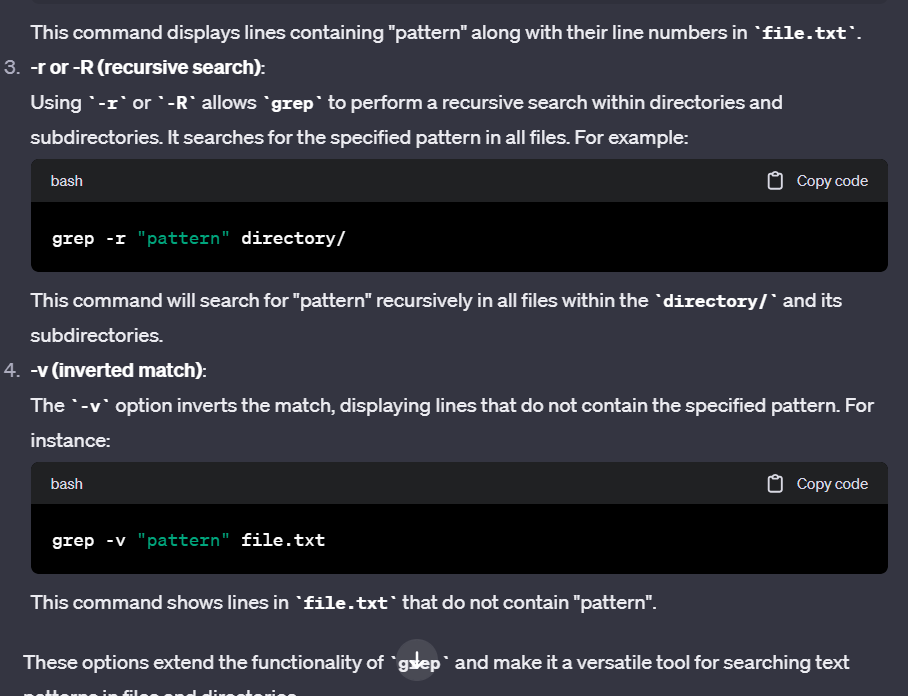 This command displays lines containing "pattern" along with their line numbers in `file.txt`.
3. -r or -R (recursive search):
Using `-r` or `-R` allows `grep` to perform a recursive search within directories and
subdirectories. It searches for the specified pattern in all files. For example:
bash Copy code
grep -r "pattern" directory/
This command will search for "pattern" recursively in all files within the `directory/` and its
subdirectories.
4. -v (inverted match):
The `-v` option inverts the match, displaying lines that do not contain the specified pattern. For
instance:
bash Copy code
grep -v "pattern" file.txt
This command shows lines in `file.txt` that do not contain "pattern".
These options extend the functionality of `grep` and make it a versatile tool for searching text
patterns in files and directories.